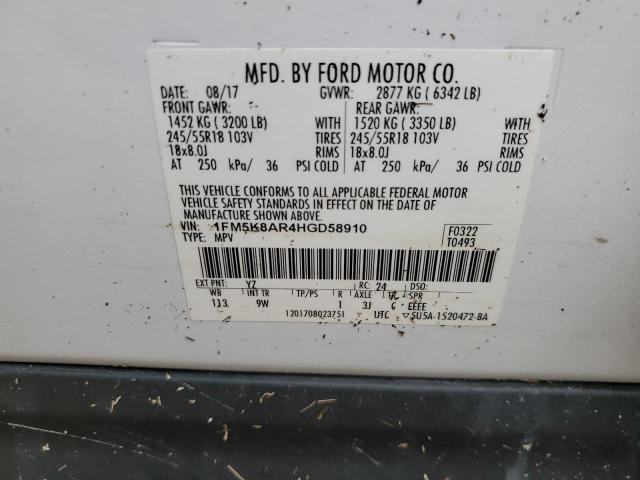 MFD. BY FORD MOTOR CO.
DATE: 08/17 GVWR: 2877 KG ( 6342 LB)
FRONT GAWR: REAR GAWR:
1452 KG ( 3200 LB) WITH 1520 KG ( 3350 LB) WITH
245/55R18 103V TIRES 245/55R18 103V TIRES
18x8.0J RIMS 18x8.0J RIMS
AT 250 kPa/ 36 PSI COLD AT 250 kPa/ 36 PSI COLD
THIS VEHICLE CONFORMS TO ALL APPLICABLE FEDERAL MOTOR
VEHICLE SAFETY STANDARDS IN EFFECT ON THE DATE OF
MANUFACTURE SHOWN ABOVE.
VIN: 1FM5K8AR4HGD58910 F0322
TYPE: MPV T0493
EXT PNT: YZ RC: 24 DSO:
WB INT TR TP/PS R AXLE TR SPR
1J3 9W 1 3J EEEE
1201708023751 UTC ▽5U5A-1520472-BA